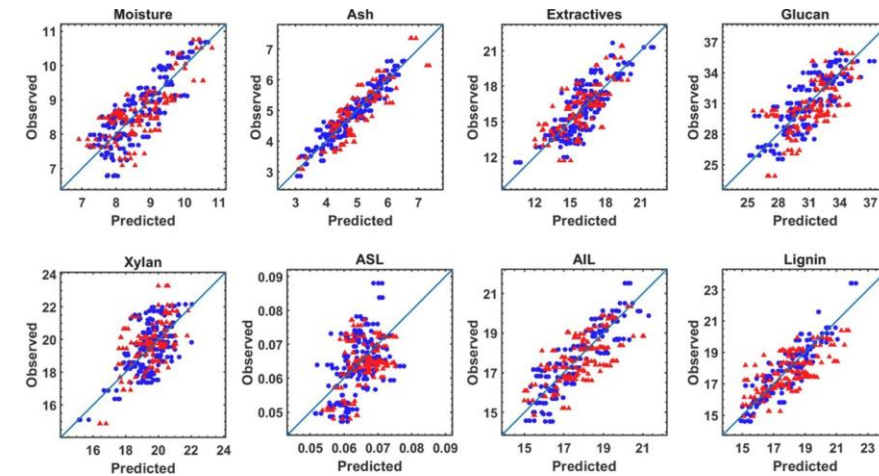 Moisture
Ash
Extractives
Glucan
Observed
11
10
9
8
7
7 8 9 10 11
Predicted
Observed
7
6
5
4
3
3 4 5 6 7
Predicted
Observed
21
18
15
12
12 15 18 21
Predicted
Observed
37
34
31
28
25
25 28 31 34 37
Predicted
Xylan
ASL
AIL
Lignin
Observed
24
22
20
18
16
16 18 20 22 24
Predicted
Observed
0.09
0.08
0.07
0.06
0.05
0.05 0.06 0.07 0.08 0.09
Predicted
Observed
21
19
17
15
15 17 19 21
Predicted
Observed
23
21
19
17
15
15 17 19 21 23
Predicted